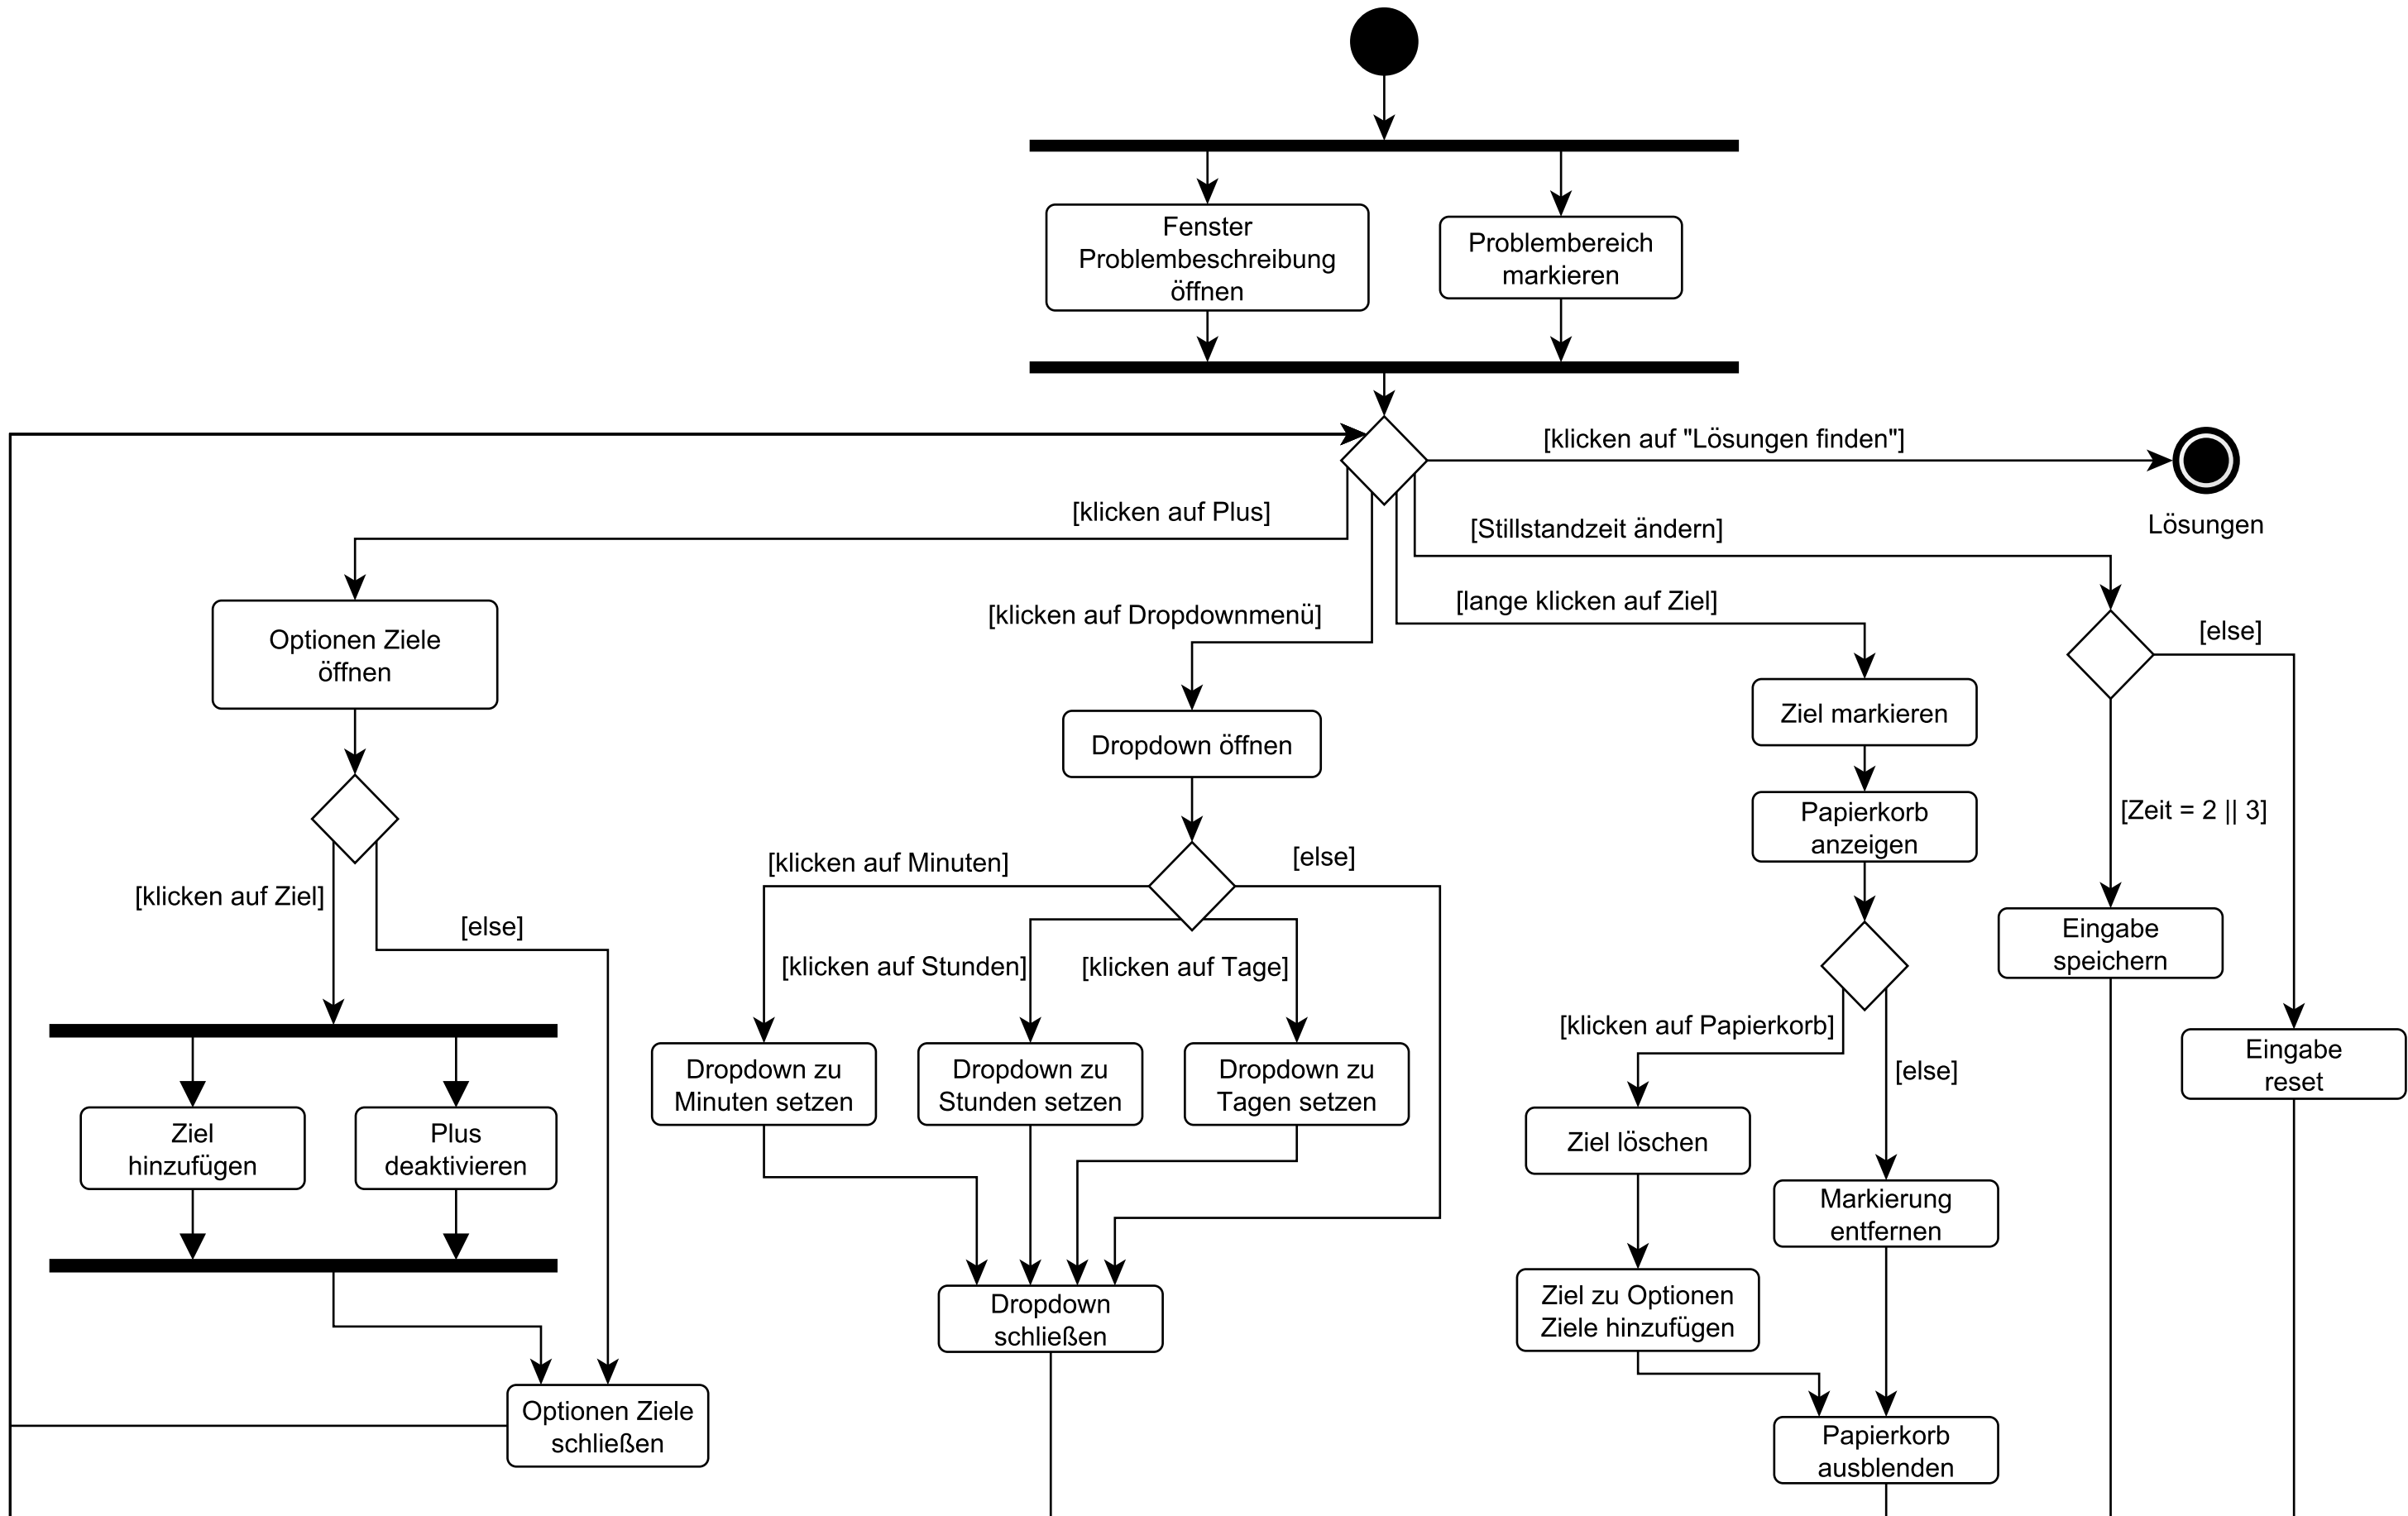 Fenster
Problembeschreibung
öffnen
Problembereich
markieren
[klicken auf "Lösungen finden"]
Lösungen
[klicken auf Plus]
[Stillstandzeit ändern]
[klicken auf Dropdownmenü]
[lange klicken auf Ziel]
[else]
Optionen Ziele
öffnen
Dropdown öffnen
Ziel markieren
Papierkorb
anzeigen
[Zeit = 2 || 3]
[klicken auf Minuten]
[else]
[klicken auf Ziel]
[else]
[klicken auf Stunden]
[klicken auf Tage]
Eingabe
speichern
[klicken auf Papierkorb]
[else]
Eingabe
reset
Dropdown zu
Minuten setzen
Dropdown zu
Stunden setzen
Dropdown zu
Tagen setzen
Ziel
hinzufügen
Plus
deaktivieren
Ziel löschen
Markierung
entfernen
Dropdown
schließen
Ziel zu Optionen
Ziele hinzufügen
Optionen Ziele
schließen
Papierkorb
ausblenden